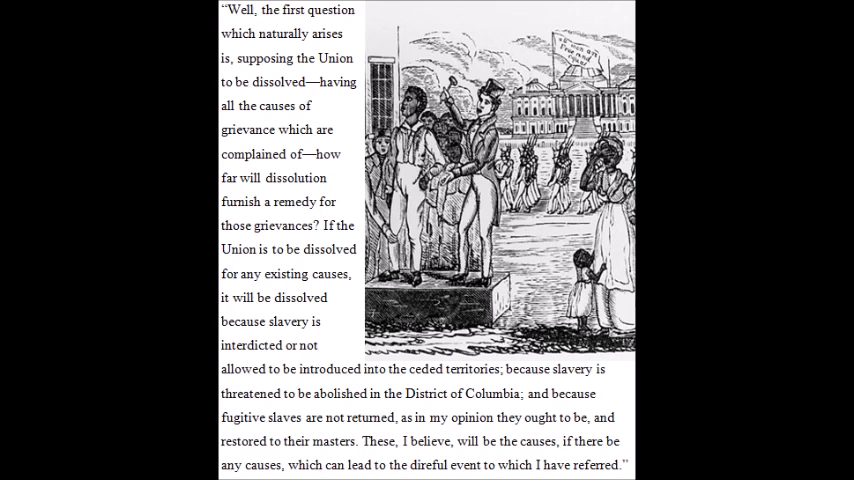 “Well, the first question
which naturally arises
is, supposing the Union
to be dissolved—having
all the causes of
grievance which are
complained of—how
far will dissolution
furnish a remedy for
those grievances? If the
Union is to be dissolved
for any existing causes,
it will be dissolved
because slavery is
interdicted or not
allowed to be introduced into the ceded territories; because slavery is
threatened to be abolished in the District of Columbia; and because
fugitive slaves are not returned, as in my opinion they ought to be, and
restored to their masters. These, I believe, will be the causes, if there be
any causes, which can lead to the direful event to which I have referred.”